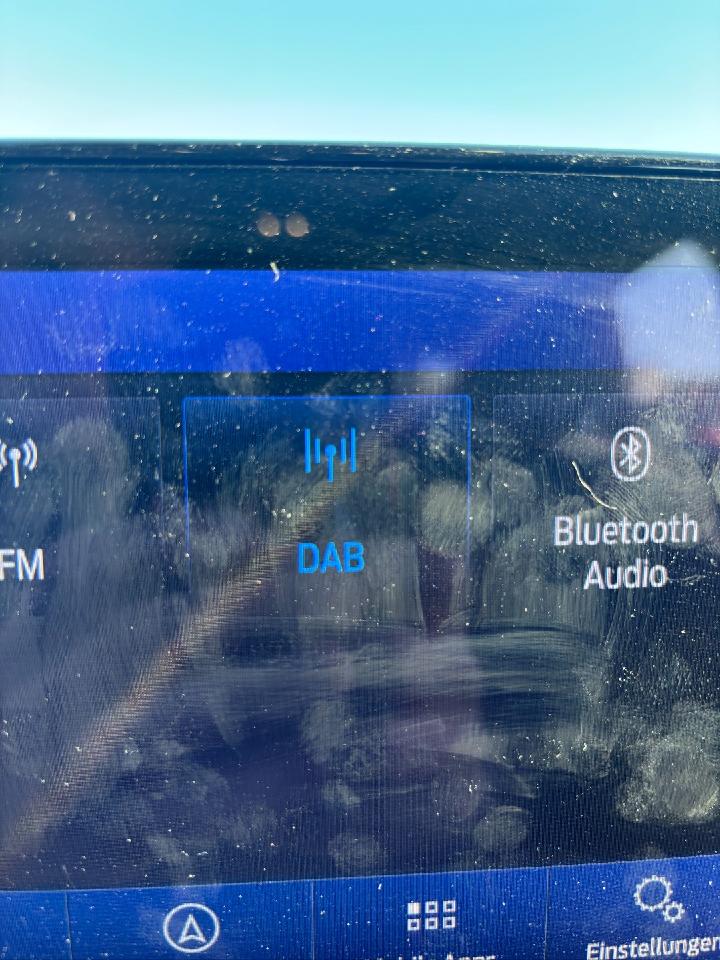 FM
DAB
Bluetooth
Audio
Einstellungen